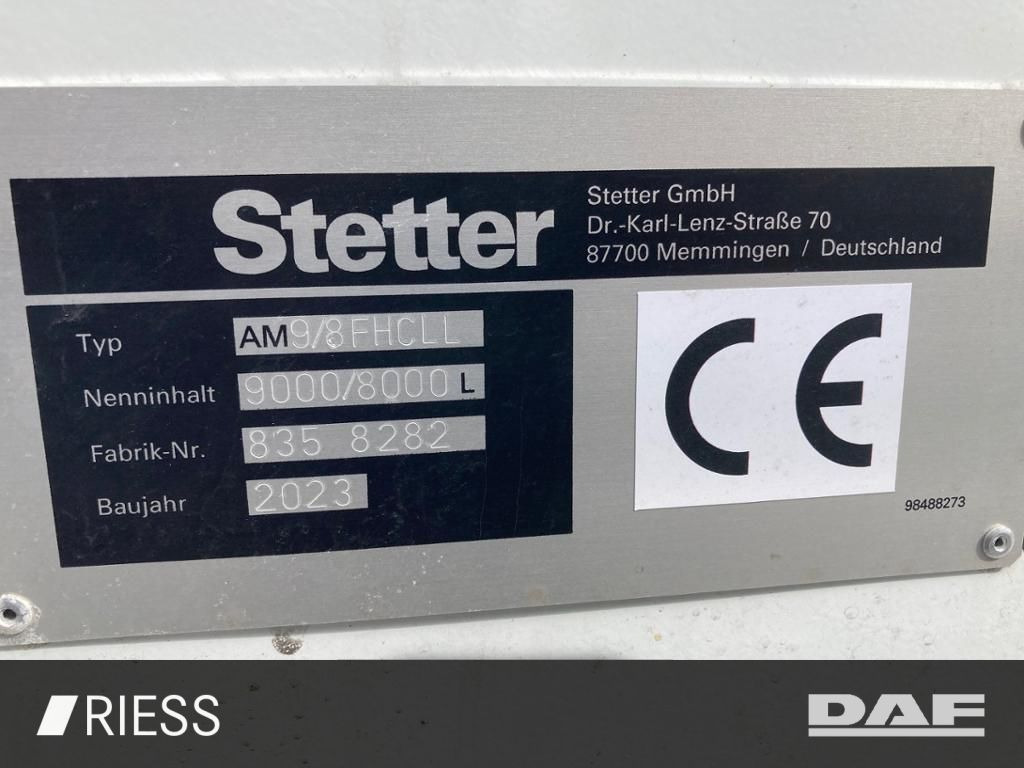 Stetter
Stetter GmbH
Dr.-Karl-Lenz-Straße 70
87700 Memmingen / Deutschland
Typ AM9/8FHCLL
Nenninhalt 9000/8000 L
Fabrik-Nr. 835 8282
Baujahr 2023
CE
98488273
RIESS
DAF